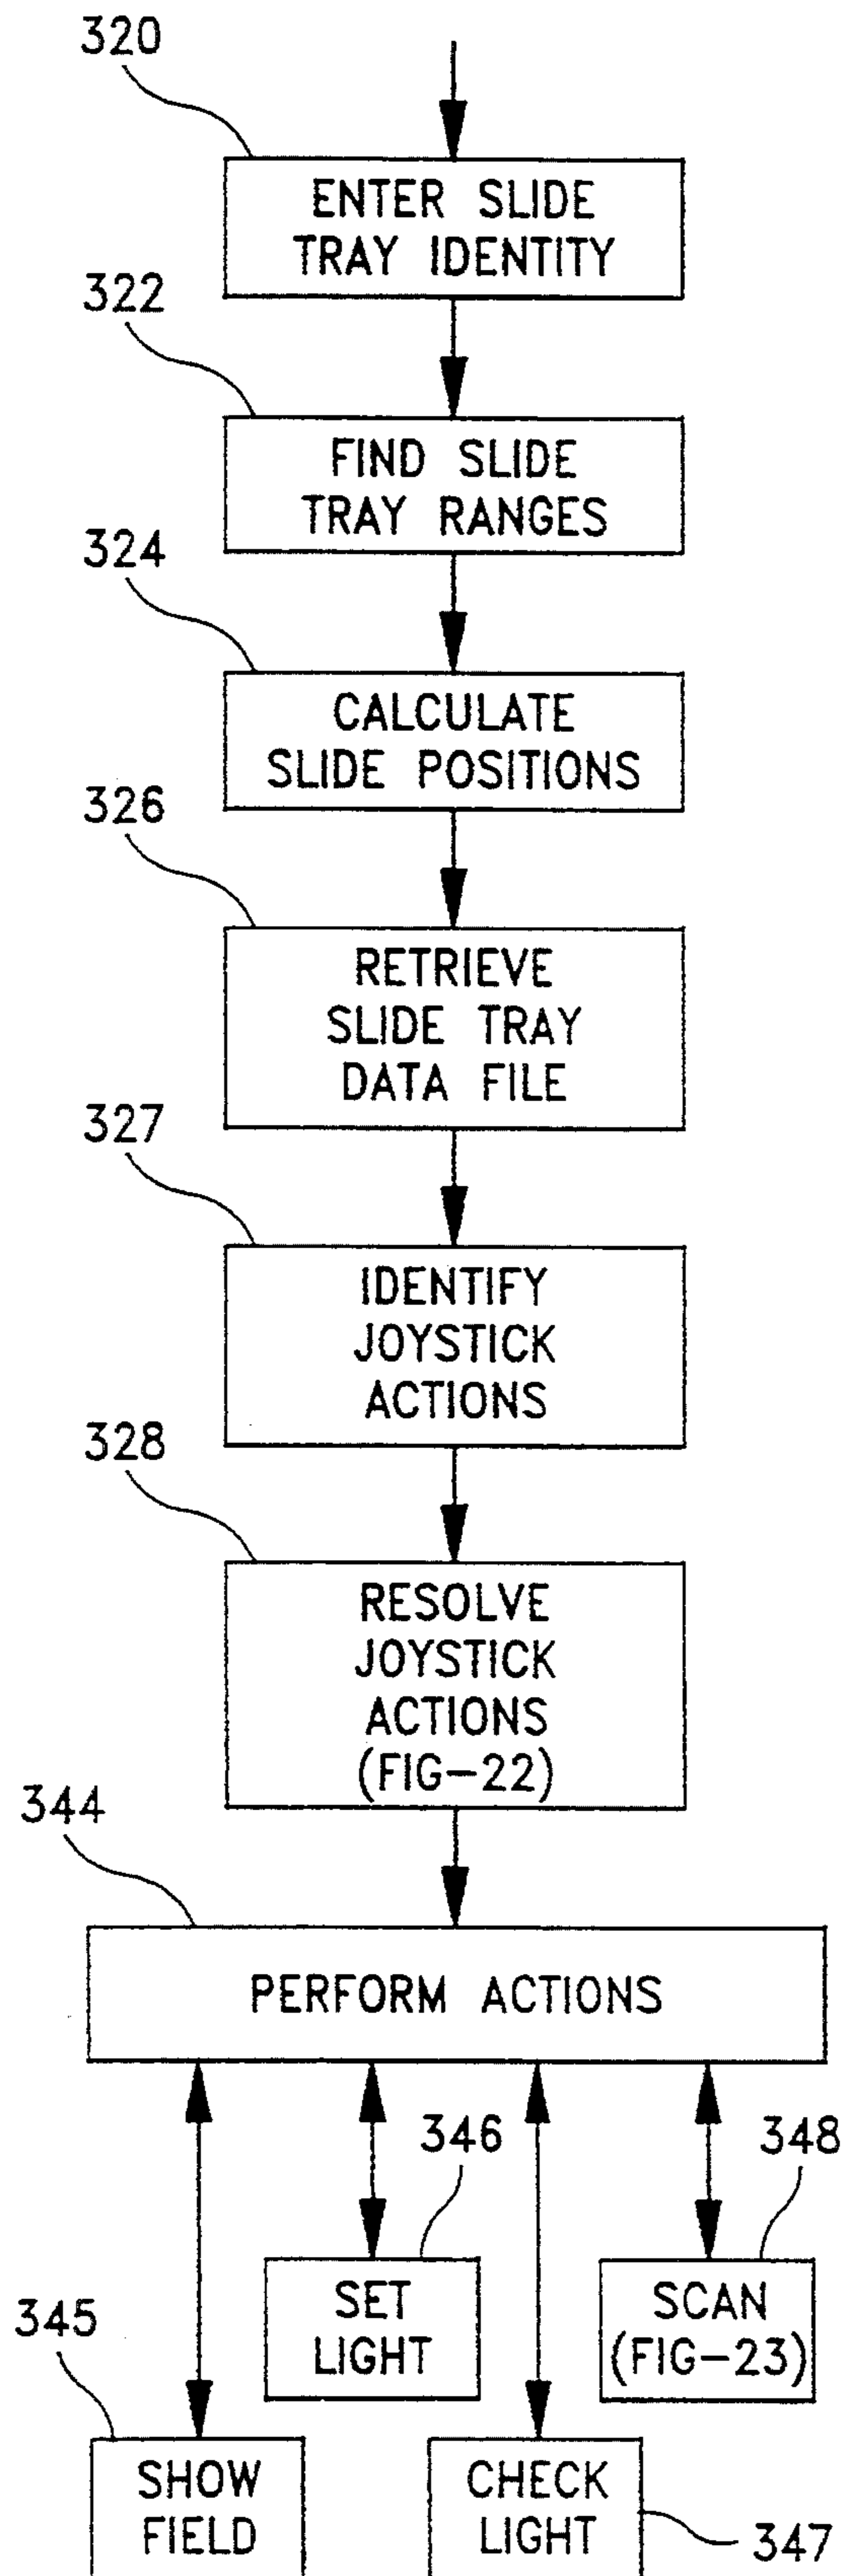 320
ENTER SLIDE
TRAY IDENTITY
322
FIND SLIDE
TRAY RANGES
324
CALCULATE
SLIDE POSITIONS
326
RETRIEVE
SLIDE TRAY
DATA FILE
327
IDENTIFY
JOYSTICK
ACTIONS
328
RESOLVE
JOYSTICK
ACTIONS
(FIG-22)
344
PERFORM ACTIONS
346
SET
LIGHT
348
SCAN
(FIG-23)
345
SHOW
FIELD
CHECK
LIGHT
347